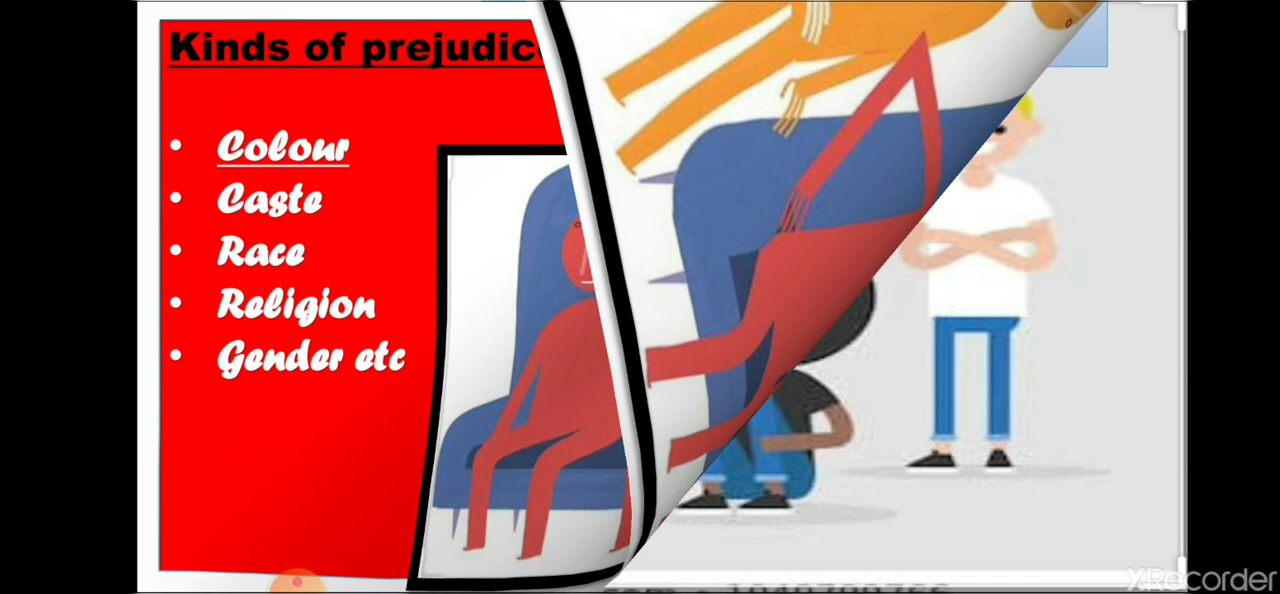 Kinds of prejudic
• Colour
• Caste
• Race
• Religion
• Gender etc
XRecorder